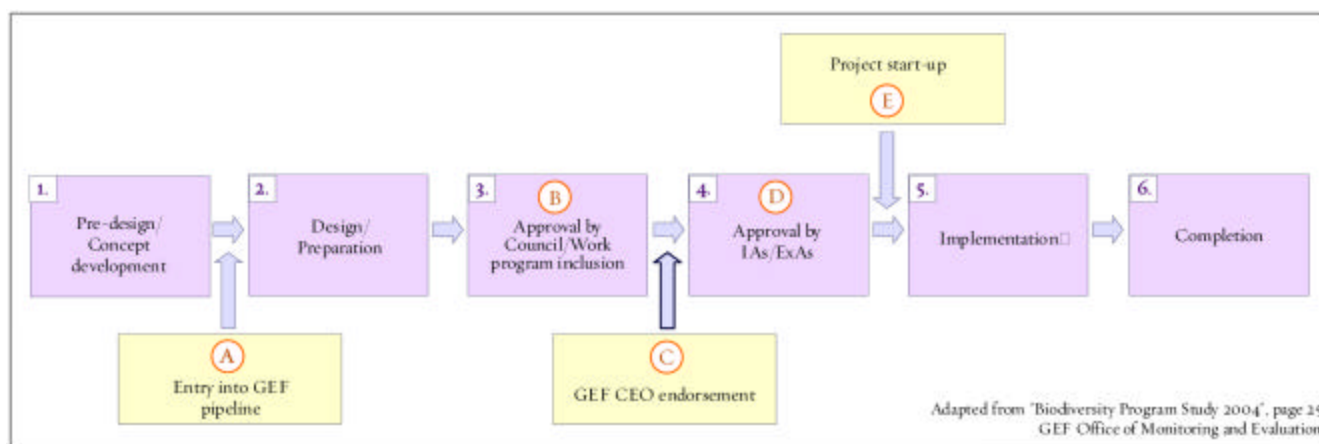 Project start-up
E
1.
Pre-design/
Concept
development
2.
Design/
Preparation
3.
B
Approval by
Council/Work
program inclusion
4.
D
Approval by
IAs/ExAs
5.
Implementation□
6.
Completion
A
Entry into GEF
pipeline
C
GEF CEO endorsement
Adapted from "Biodiversity Program Study 2004", page 25
GEF Office of Monitoring and Evaluation